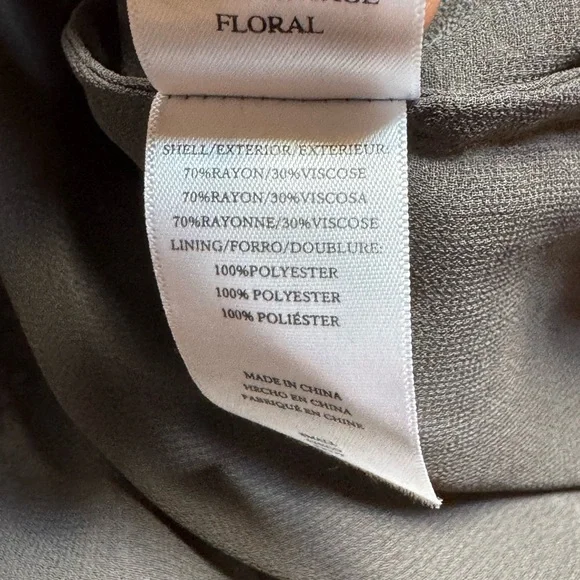 FLORAL
SHELL/EXTERIOR/EXTERIEUR:
70%RAYON/30%VISCOSE
70%RAYON/30%VISCOSA
70%RAYONNE/30%VISCOSE
LINING/FORRO/DOUBLURE:
100%POLYESTER
100% POLYESTER
100% POLIÉSTER
MADE IN CHINA
HECHO EN CHINA
FABRIQUÉ EN CHINE